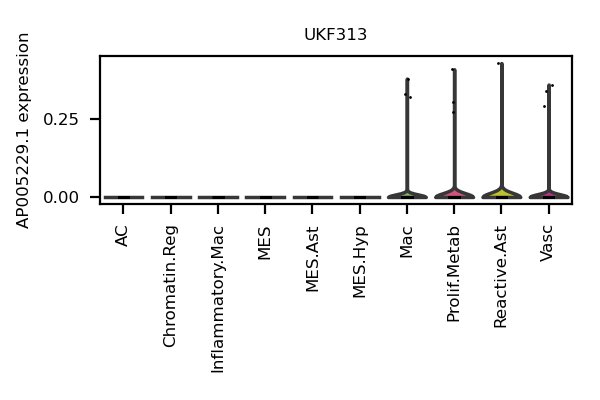 UKF313
AP005229.1 expression
0.25
0.00
AC
Chromatin.Reg
Inflammatory.Mac
MES
MES.Ast
MES.Hyp
Mac
Prolif.Metab
Reactive.Ast
Vasc